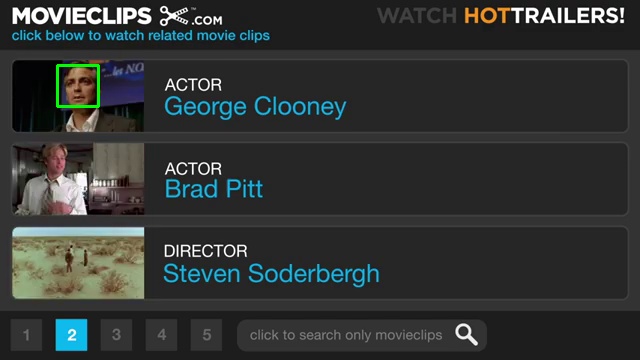 MOVIECLIPS .COM
WATCH HOTTRAILERS!
click below to watch related movie clips
ACTOR
George Clooney
ACTOR
Brad Pitt
DIRECTOR
Steven Soderbergh
1 2 3 4 5
click to search only movieclips